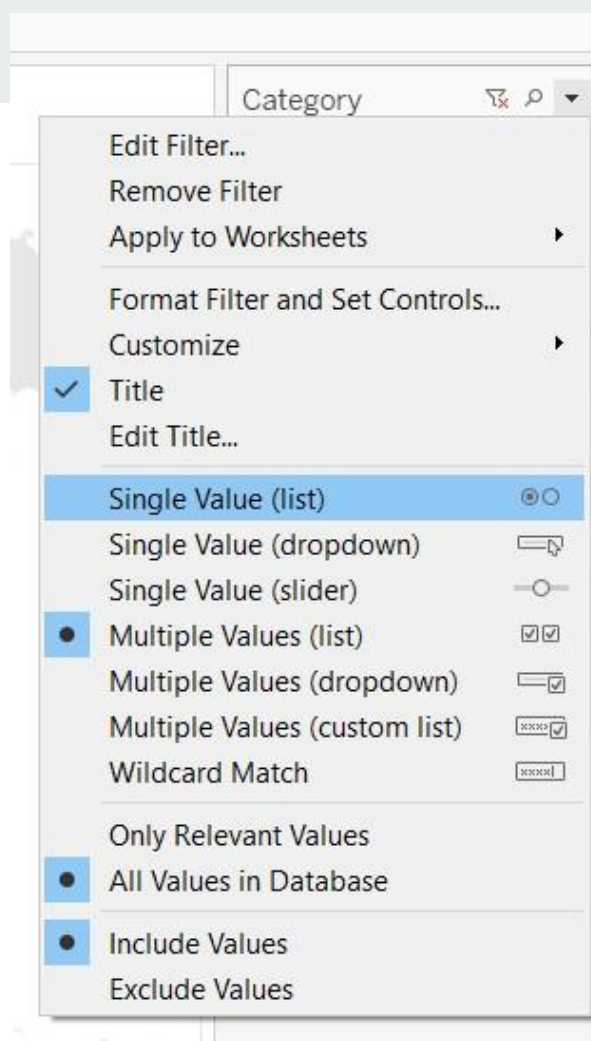 Category
Edit Filter...
Remove Filter
Apply to Worksheets
Format Filter and Set Controls...
Customize
Title
Edit Title...
Single Value (list)
Single Value (dropdown)
Single Value (slider)
Multiple Values (list)
Multiple Values (dropdown)
Multiple Values (custom list)
Wildcard Match
Only Relevant Values
All Values in Database
Include Values
Exclude Values